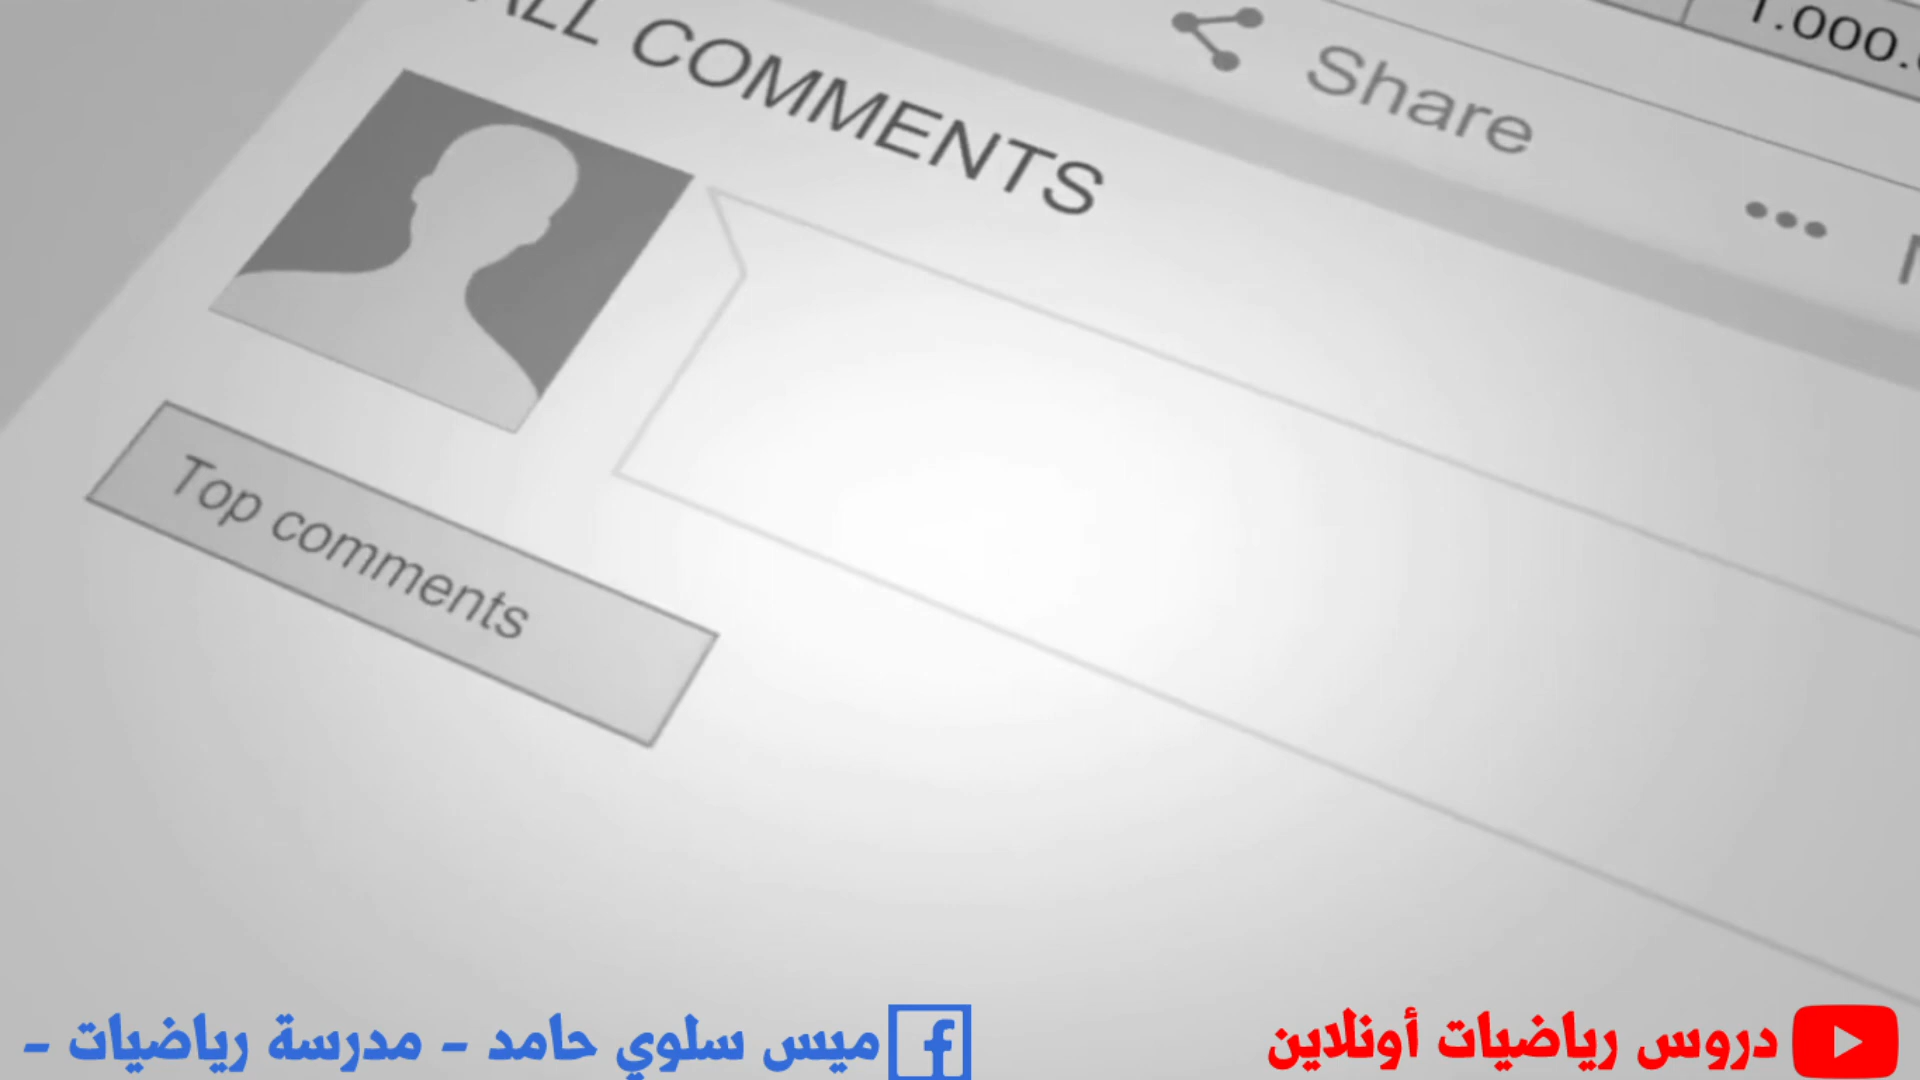 1.000.
Share
ALL COMMENTS
Top comments
دروس رياضيات أونلاين
ميس سلوي حامد - مدرسة رياضيات -